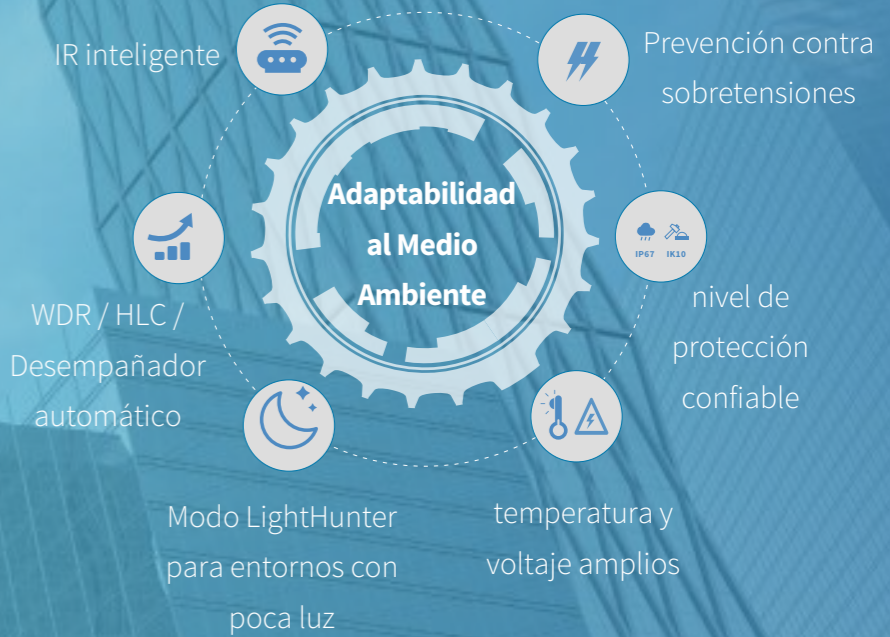 IR inteligente
Prevención contra
sobretensiones
Adaptabilidad
al Medio
Ambiente
IP67 IK10
nivel de
protección
confiable
WDR / HLC /
Desempañador
automático
Modo LightHunter
para entornos con
poca luz
temperatura y
voltaje amplios